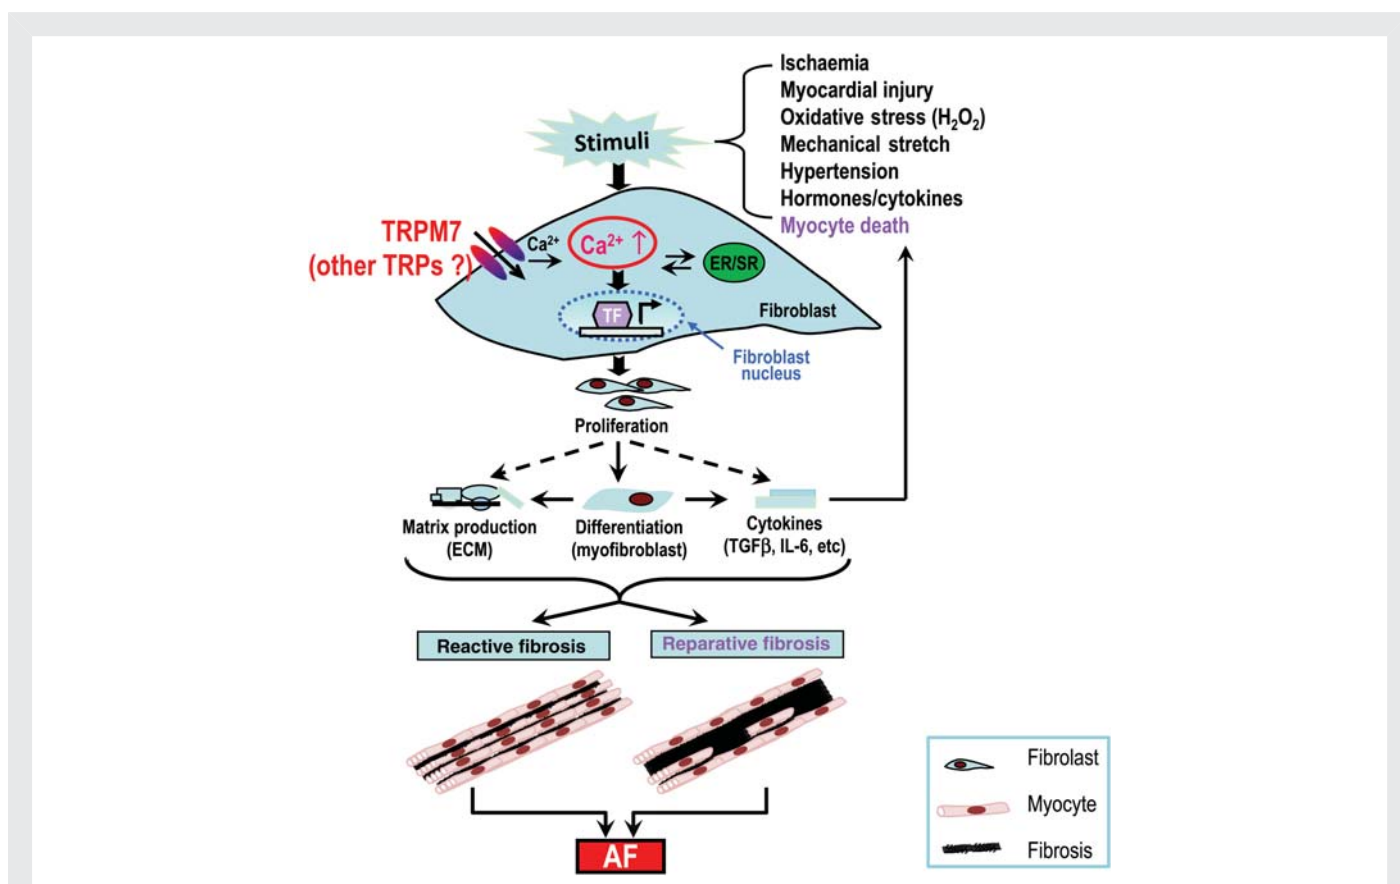 Ischaemia
Myocardial injury
Oxidative stress (H₂O₂)
Mechanical stretch
Hypertension
Hormones/cytokines
Myocyte death
Stimuli
TRPM7
(other TRPs ?)
Ca²⁺
Ca²⁺ ↑
ER/SR
TF
Fibroblast
Fibroblast
nucleus
Proliferation
Matrix production
(ECM)
Differentiation
(myofibroblast)
Cytokines
(TGFβ, IL-6, etc)
Reactive fibrosis
Reparative fibrosis
AF
Fibrolast
Myocyte
Fibrosis